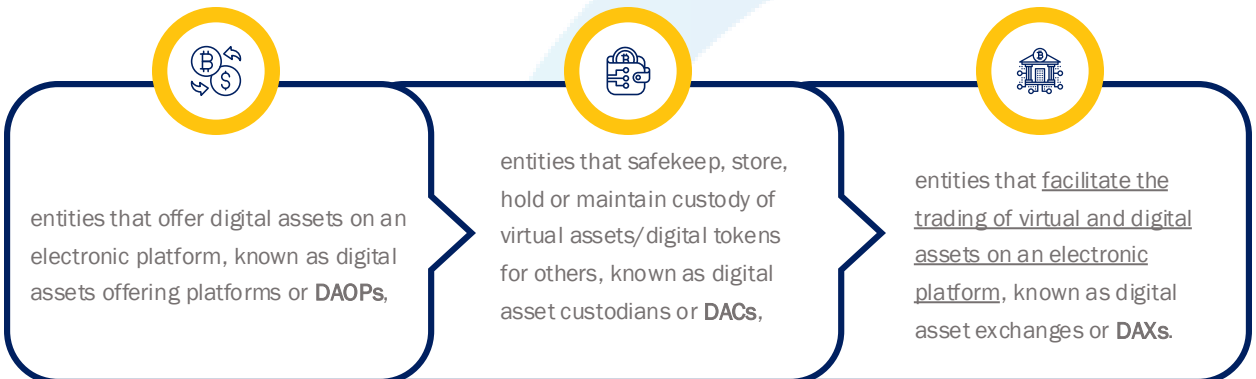 entities that offer digital assets on an
electronic platform, known as digital
assets offering platforms or DAOPs,
entities that safekeep, store,
hold or maintain custody of
virtual assets/digital tokens
for others, known as digital
asset custodians or DACs,
entities that facilitate the
trading of virtual and digital
assets on an electronic
platform, known as digital
asset exchanges or DAXs.